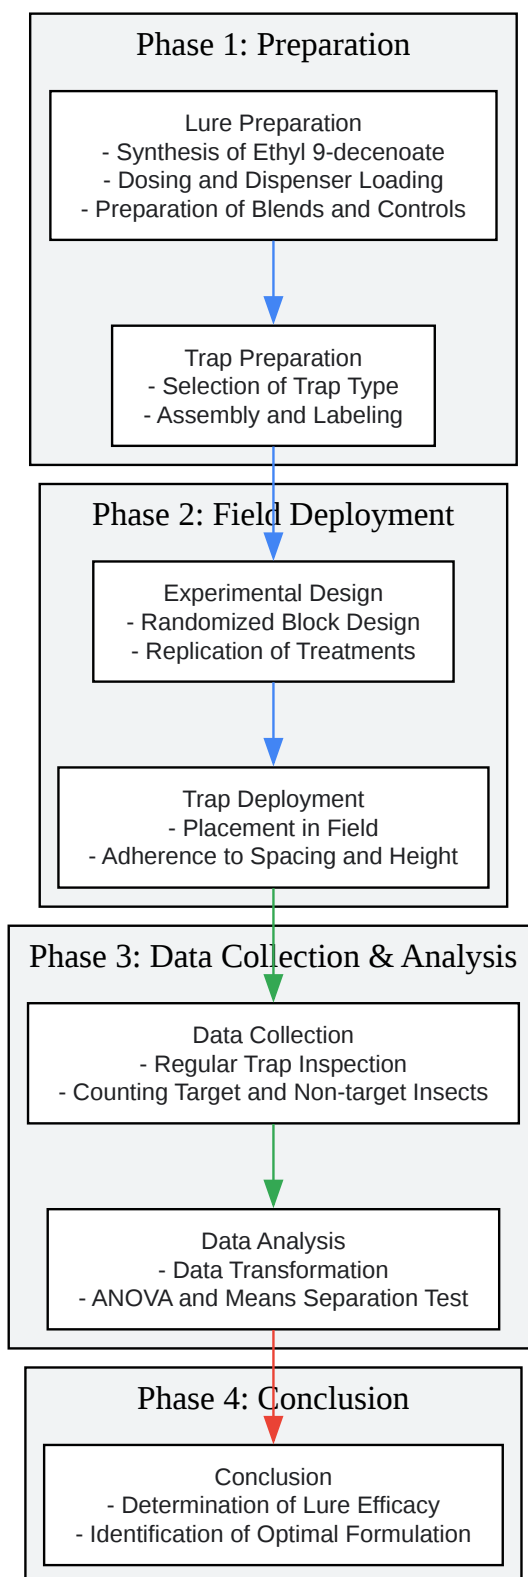 Phase 1: Preparation
Lure Preparation
- Synthesis of Ethyl 9-decenoate
- Dosing and Dispenser Loading
- Preparation of Blends and Controls
Trap Preparation
- Selection of Trap Type
- Assembly and Labeling
Phase 2: Field Deployment
Experimental Design
- Randomized Block Design
- Replication of Treatments
Trap Deployment
- Placement in Field
- Adherence to Spacing and Height
Phase 3: Data Collection & Analysis
Data Collection
- Regular Trap Inspection
- Counting Target and Non-target Insects
Data Analysis
- Data Transformation
- ANOVA and Means Separation Test
Phase 4: Conclusion
Conclusion
- Determination of Lure Efficacy
- Identification of Optimal Formulation